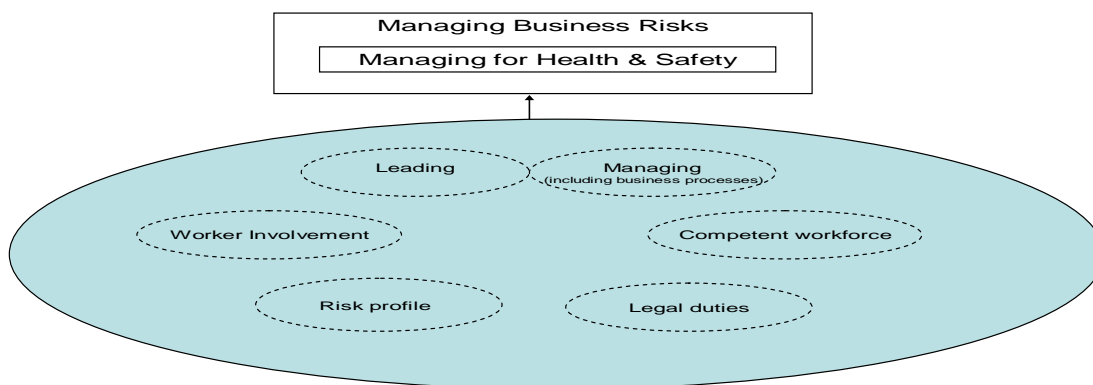 Managing Business Risks
Managing for Health & Safety
Leading
Managing
(including business processes)
Worker Involvement
Competent workforce
Risk profile
Legal duties